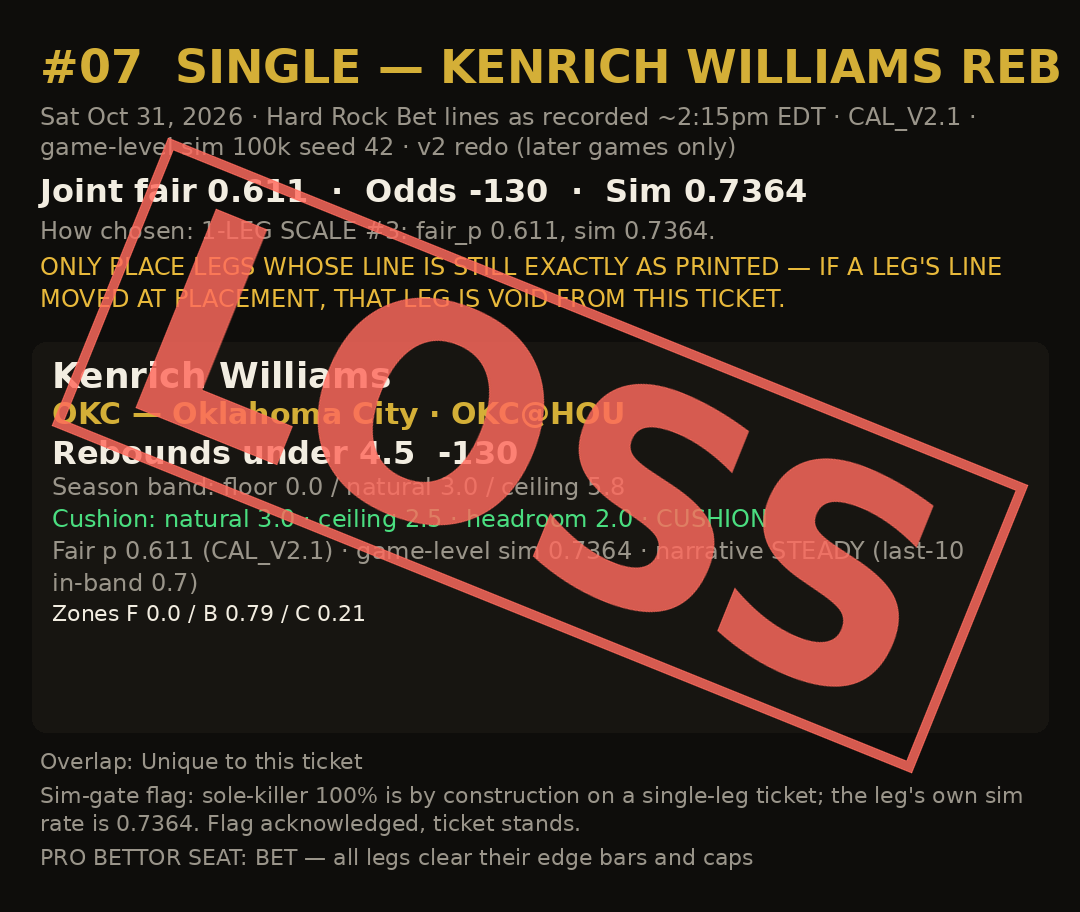 #07 SINGLE — KENRICH WILLIAMS REB
Sat Oct 31, 2026 · Hard Rock Bet lines as recorded ~2:15pm EDT · CAL_V2.1 ·
game-level sim 100k seed 42 · v2 redo (later games only)
Joint fair 0.611 · Odds -130 · Sim 0.7364
How chosen: 1-LEG SCALE #3: fair_p 0.611, sim 0.7364.
ONLY PLACE LEGS WHOSE LINE IS STILL EXACTLY AS PRINTED — IF A LEG'S LINE
MOVED AT PLACEMENT, THAT LEG IS VOID FROM THIS TICKET.
Kenrich Williams
OKC — Oklahoma City · OKC@HOU
Rebounds under 4.5 -130
Season band: floor 0.0 / natural 3.0 / ceiling 5.8
Cushion: natural 3.0 · ceiling 2.5 · headroom 2.0 · CUSHION
Fair p 0.611 (CAL_V2.1) · game-level sim 0.7364 · narrative STEADY (last-10
in-band 0.7)
Zones F 0.0 / B 0.79 / C 0.21
LOSS
Overlap: Unique to this ticket
Sim-gate flag: sole-killer 100% is by construction on a single-leg ticket; the leg's own sim
rate is 0.7364. Flag acknowledged, ticket stands.
PRO BETTOR SEAT: BET — all legs clear their edge bars and caps